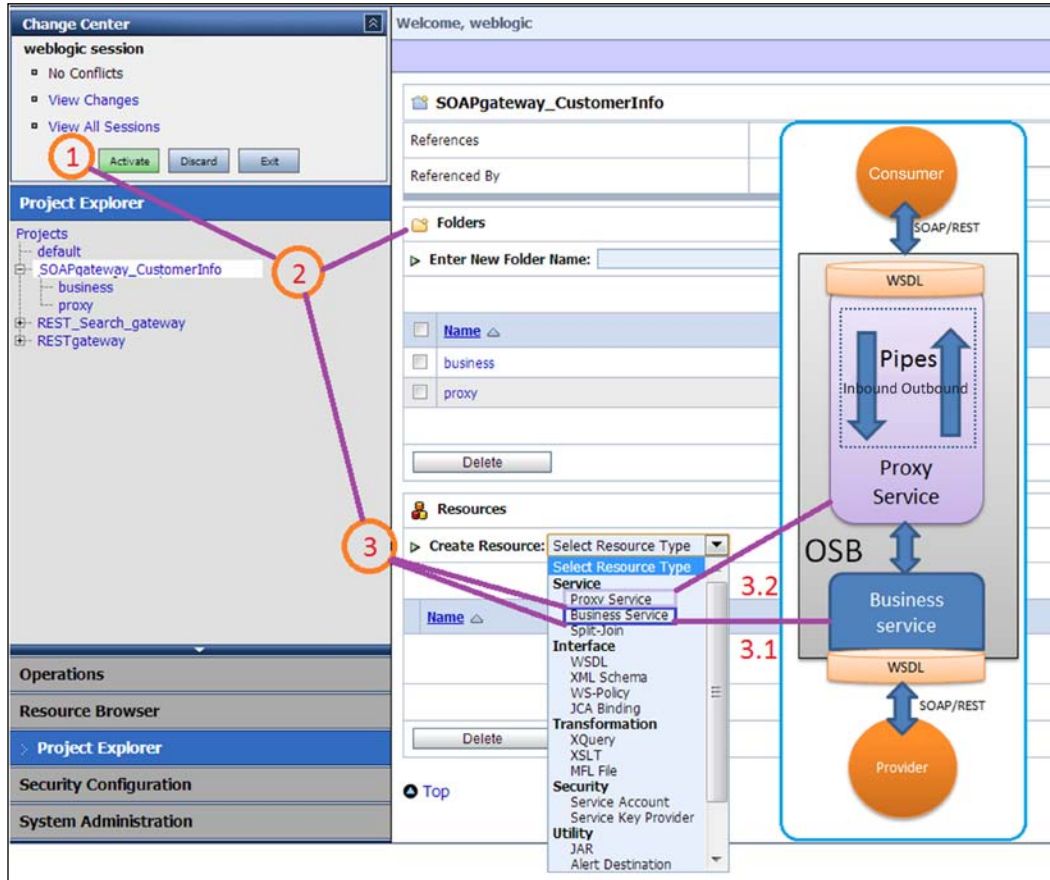 Change Center
weblogic session
No Conflicts
View Changes
View All Sessions
1
Activate Discard Exit
Project Explorer
Projects
default
SOAPgateway_CustomerInfo
business
proxy
REST_Search_gateway
RESTgateway
2
3
Operations
Resource Browser
Project Explorer
Security Configuration
System Administration
Welcome, weblogic
SOAPgateway_CustomerInfo
References
Referenced By
Folders
Enter New Folder Name:
Name
business
proxy
Delete
Resources
Create Resource: Select Resource Type
Select Resource Type
Service
Proxy Service
Business Service
Split-Join
Interface
WSDL
XML Schema
WS-Policy
JCA Binding
Transformation
XQuery
XSLT
MFL File
Security
Service Account
Service Key Provider
Utility
JAR
Alert Destination
Name
Delete
Top
3.2
3.1
Consumer
SOAP/REST
WSDL
Pipes
Inbound Outbound
Proxy
Service
OSB
Business
service
WSDL
SOAP/REST
Provider